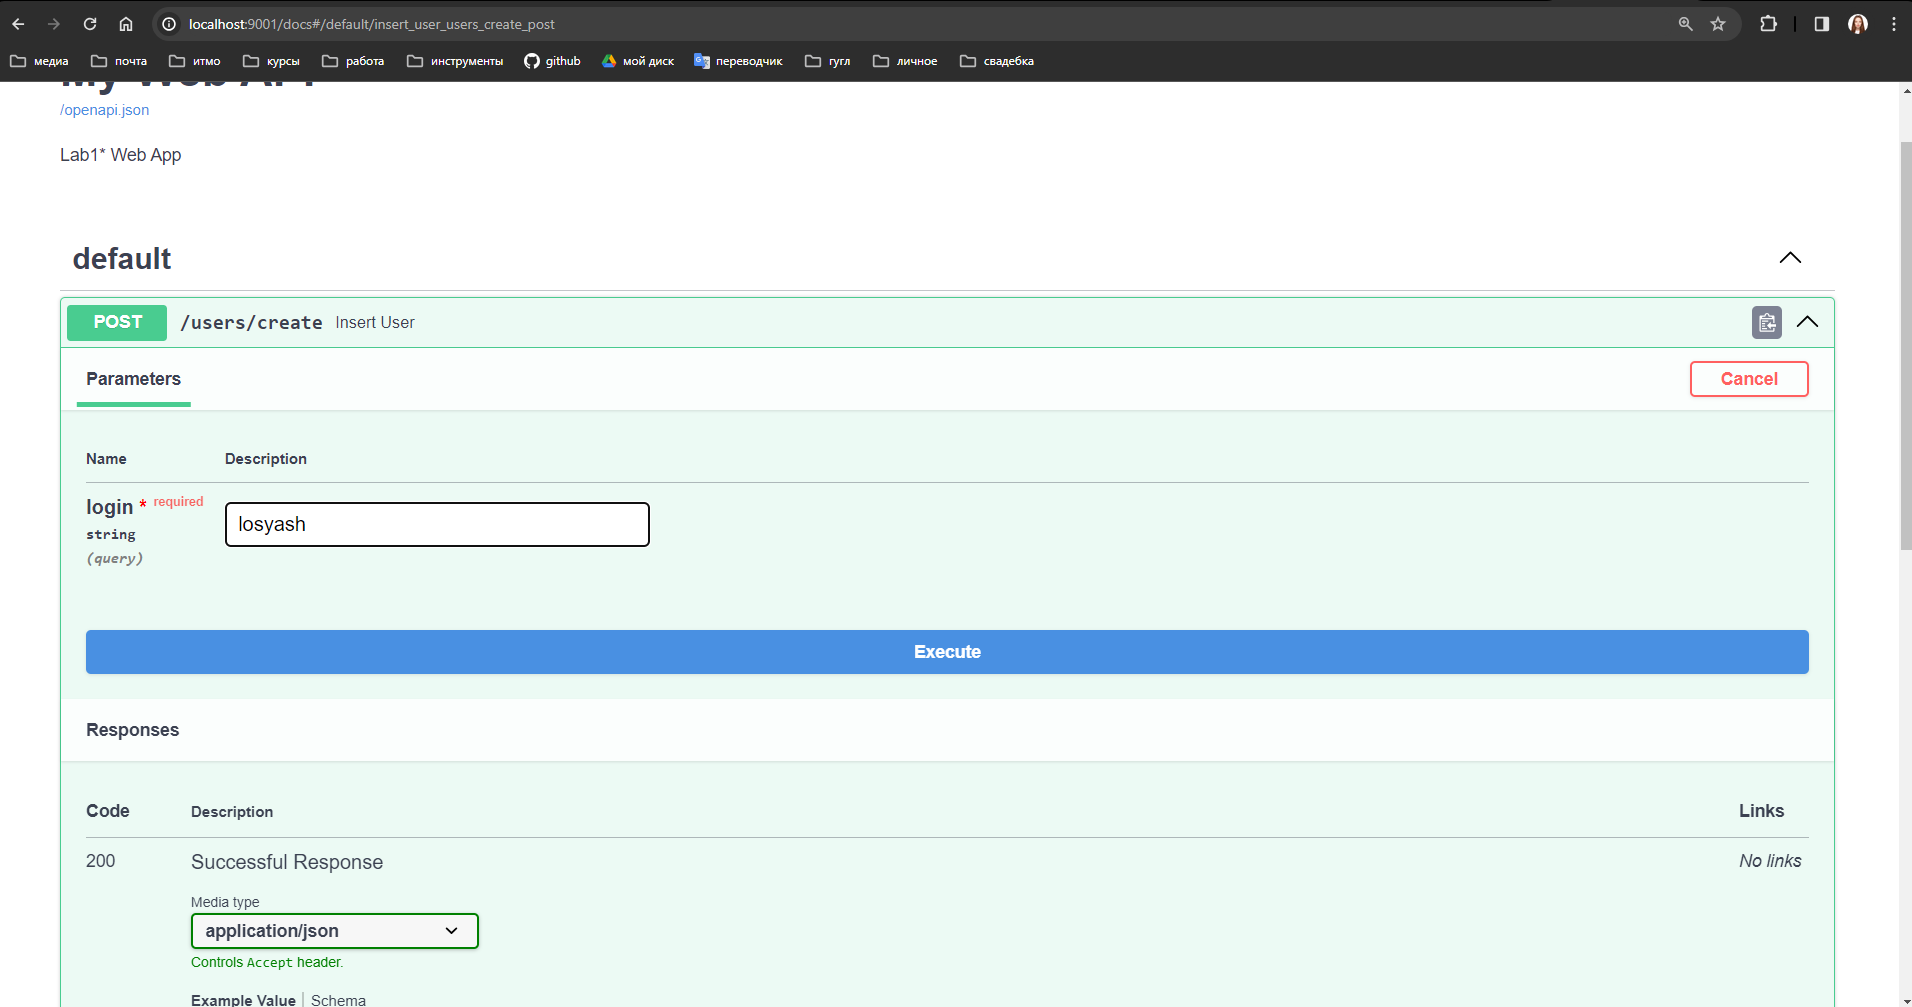 localhost:9001/docs#/default/insert_user_users_create_post
медиа почта итмо курсы работа инструменты github мой диск переводчик гугл личное свадебка
My Web API
/openapi.json
Lab1* Web App
default
POST /users/create Insert User
Parameters Cancel
Name Description
login * required
string
(query)
losyash
Execute
Responses
Code Description Links
200 Successful Response No links
Media type
application/json
Controls Accept header.
Example Value | Schema